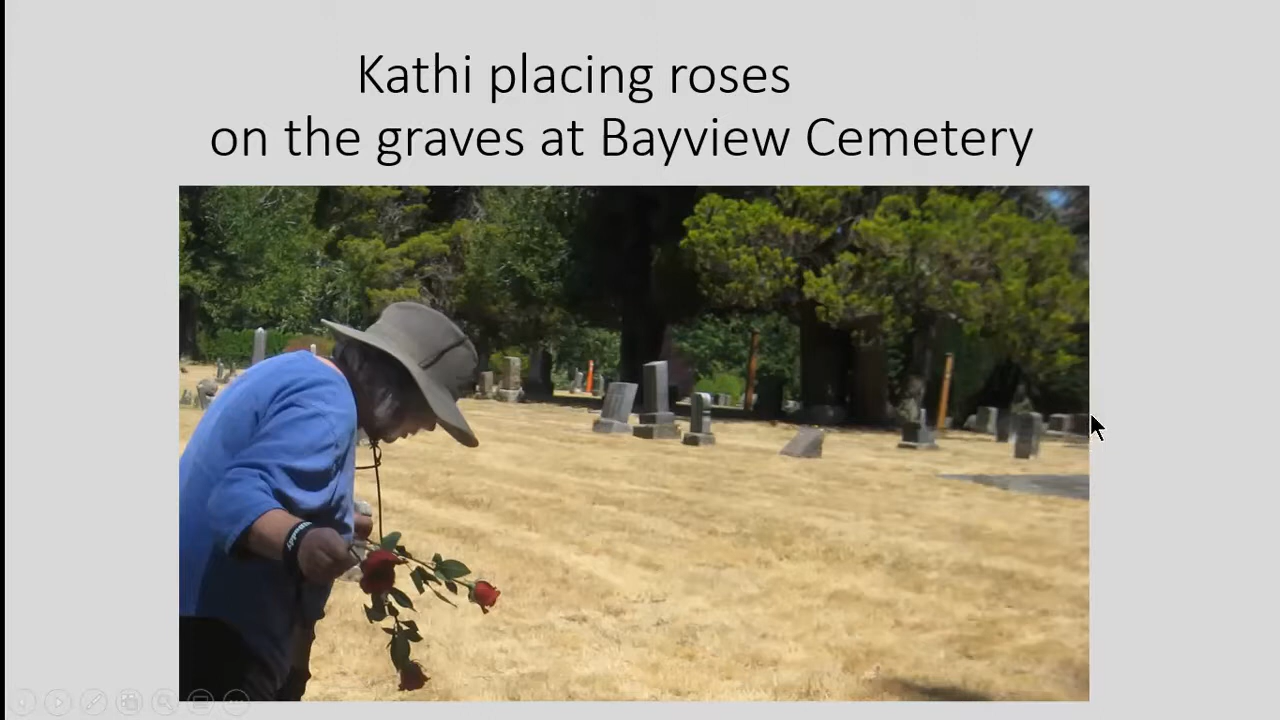 Kathi placing roses
on the graves at Bayview Cemetery